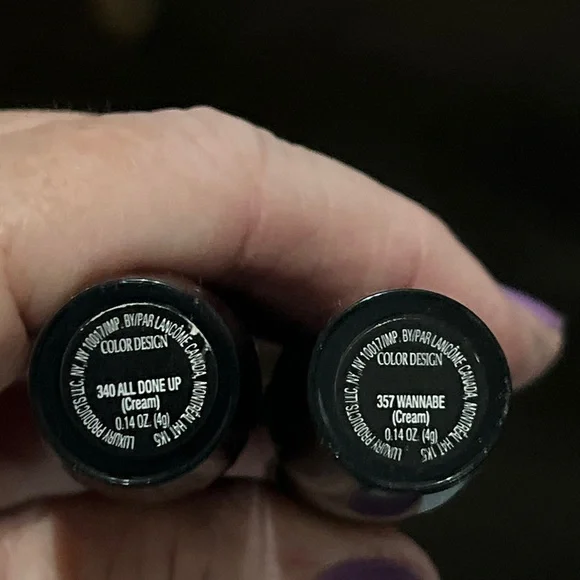 LUXURY PRODUCTS LLC, NY, NY 10017/IMP. BY/PAR LANCÔME CANADA, MONTRÉAL H4T 1K5
COLOR DESIGN
340 ALL DONE UP
(Cream)
0.14 OZ. (4g)
LUXURY PRODUCTS LLC, NY, NY 10017/IMP. BY/PAR LANCÔME CANADA, MONTRÉAL H4T 1K5
COLOR DESIGN
357 WANNABE
(Cream)
0.14 OZ. (4g)